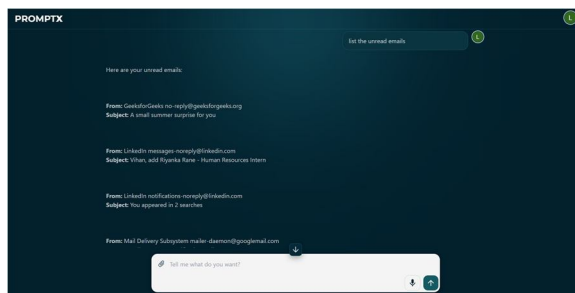 PROMPTX
L
list the unread emails
L
Here are your unread emails:
From: GeeksforGeeks no-reply@geeksforgeeks.org
Subject: A small summer surprise for you
From: LinkedIn messages-noreply@linkedin.com
Subject: Vihan, add Riyanka Rane - Human Resources Intern
From: LinkedIn notifications-noreply@linkedin.com
Subject: You appeared in 2 searches
From: Mail Delivery Subsystem mailer-daemon@googlemail.com
Tell me what do you want?